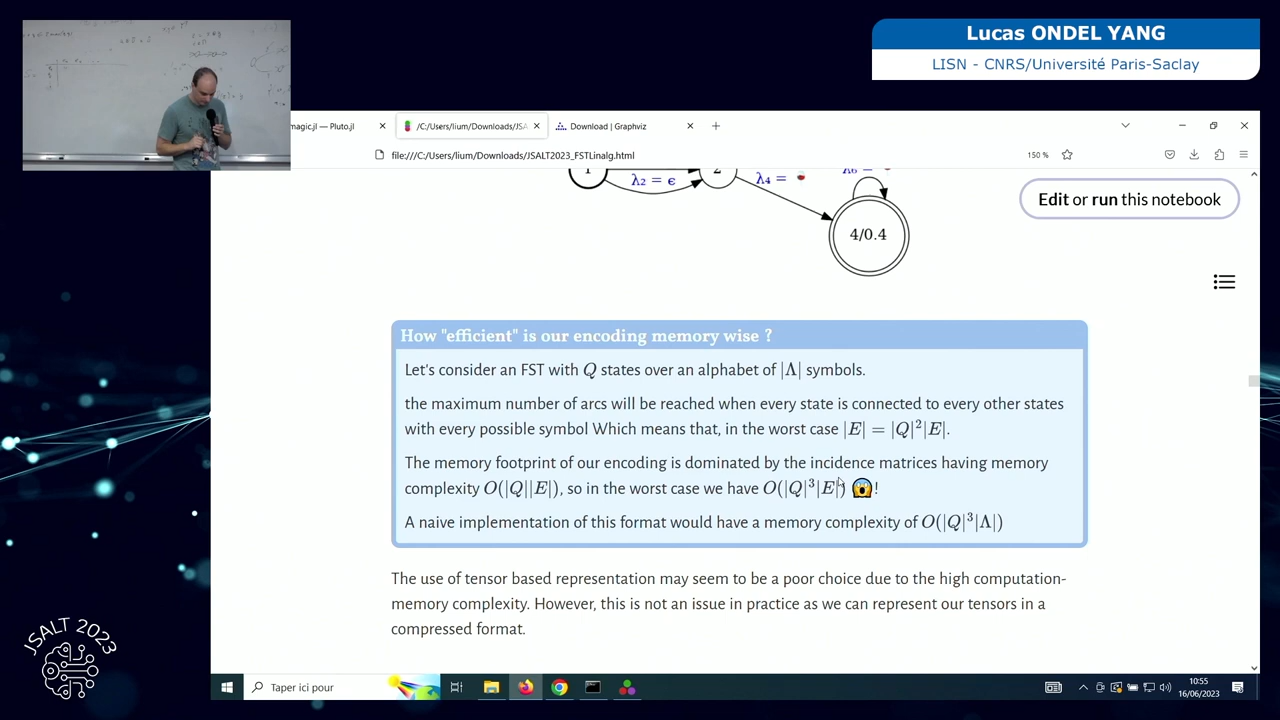 Lucas ONDEL YANG
LISN - CNRS/Université Paris-Saclay
magic.jl — Pluto.jl
/C:/Users/lium/Downloads/JSA
Download | Graphviz
file:///C:/Users/lium/Downloads/JSALT2023_FSTLinalg.html
150 %
Edit or run this notebook
λ₂ = ϵ
λ₄ =
4/0.4
How "efficient" is our encoding memory wise ?
Let's consider an FST with Q states over an alphabet of |Λ| symbols.
the maximum number of arcs will be reached when every state is connected to every other states
with every possible symbol Which means that, in the worst case |E| = |Q|²|E|.
The memory footprint of our encoding is dominated by the incidence matrices having memory
complexity O(|Q||E|), so in the worst case we have O(|Q|³|E|) 😱!
A naive implementation of this format would have a memory complexity of O(|Q|³|Λ|)
The use of tensor based representation may seem to be a poor choice due to the high computation-
memory complexity. However, this is not an issue in practice as we can represent our tensors in a
compressed format.
JSALT 2023
Taper ici pour
10:55
16/06/2023